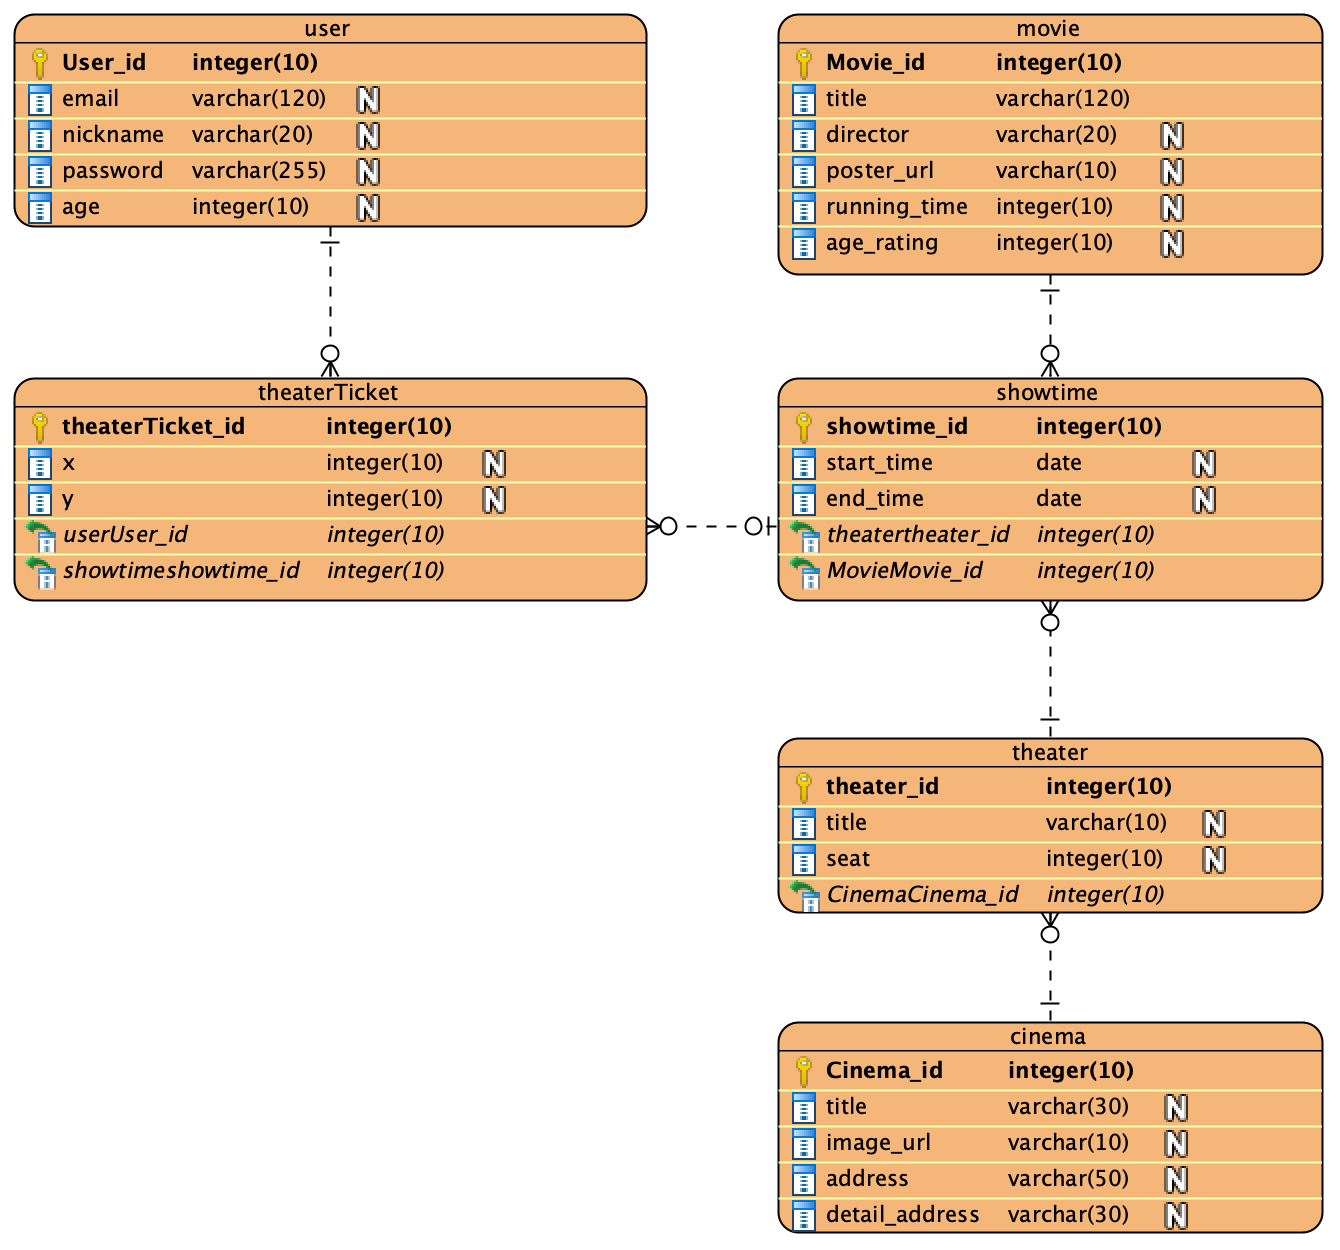 user
User_id integer(10)
email varchar(120) N
nickname varchar(20) N
password varchar(255) N
age integer(10) N
movie
Movie_id integer(10)
title varchar(120)
director varchar(20) N
poster_url varchar(10) N
running_time integer(10) N
age_rating integer(10) N
theaterTicket
theaterTicket_id integer(10)
x integer(10) N
y integer(10) N
userUser_id integer(10)
showtimeshowtime_id integer(10)
showtime
showtime_id integer(10)
start_time date N
end_time date N
theatertheater_id integer(10)
MovieMovie_id integer(10)
theater
theater_id integer(10)
title varchar(10) N
seat integer(10) N
CinemaCinema_id integer(10)
cinema
Cinema_id integer(10)
title varchar(30) N
image_url varchar(10) N
address varchar(50) N
detail_address varchar(30) N